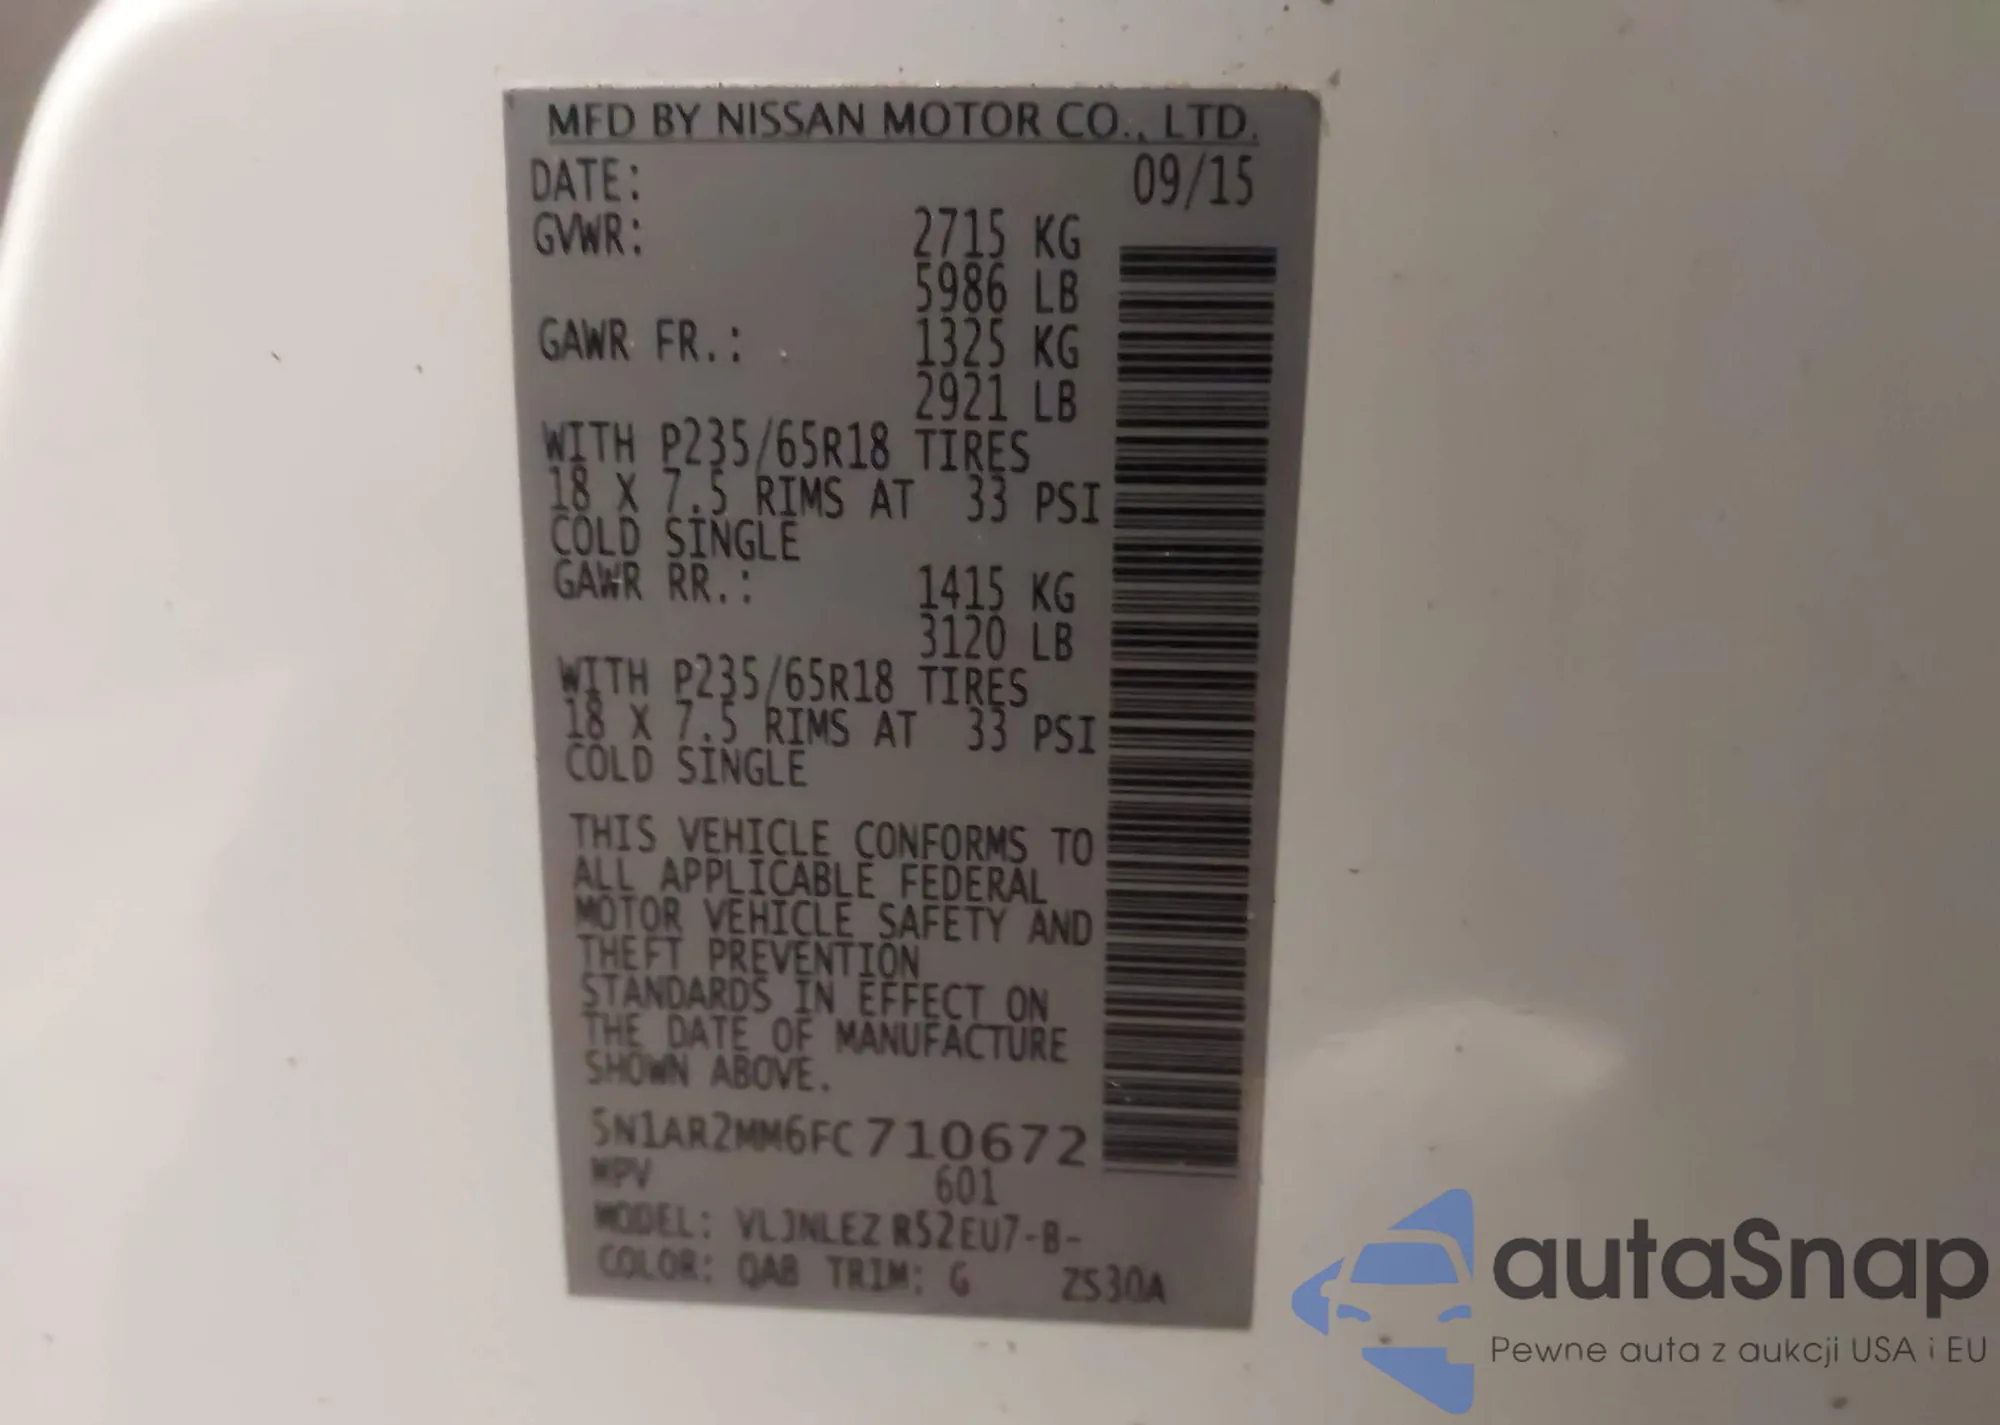 MFD BY NISSAN MOTOR CO., LTD.
DATE: 09/15
GVWR: 2715 KG
5986 LB
GAWR FR.: 1325 KG
2921 LB
WITH P235/65R18 TIRES
18 X 7.5 RIMS AT 33 PSI
COLD SINGLE
GAWR RR.: 1415 KG
3120 LB
WITH P235/65R18 TIRES
18 X 7.5 RIMS AT 33 PSI
COLD SINGLE
THIS VEHICLE CONFORMS TO
ALL APPLICABLE FEDERAL
MOTOR VEHICLE SAFETY AND
THEFT PREVENTION
STANDARDS IN EFFECT ON
THE DATE OF MANUFACTURE
SHOWN ABOVE.
5N1AR2MM6FC710672
MPV 601
MODEL: VLJNLEZ R52EU7-B-
COLOR: QAB TRIM: G ZS30A
autaSnap
Pewne auta z aukcji USA i EU